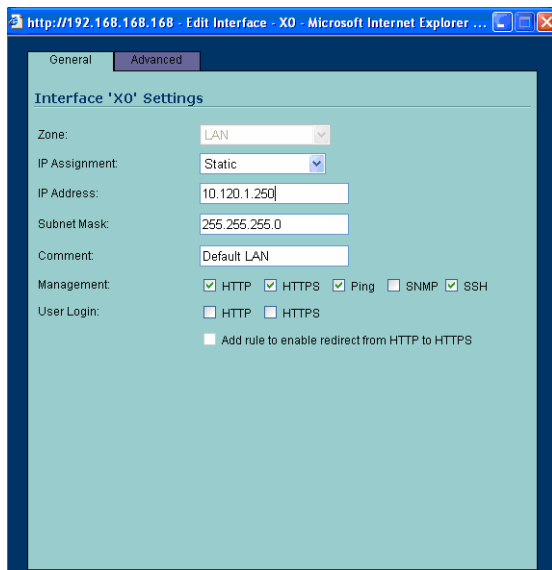 http://192.168.168.168 - Edit Interface - X0 - Microsoft Internet Explorer ...
General Advanced
Interface 'X0' Settings
Zone: LAN
IP Assignment: Static
IP Address: 10.120.1.250
Subnet Mask: 255.255.255.0
Comment: Default LAN
Management: HTTP HTTPS Ping SNMP SSH
User Login: HTTP HTTPS
Add rule to enable redirect from HTTP to HTTPS